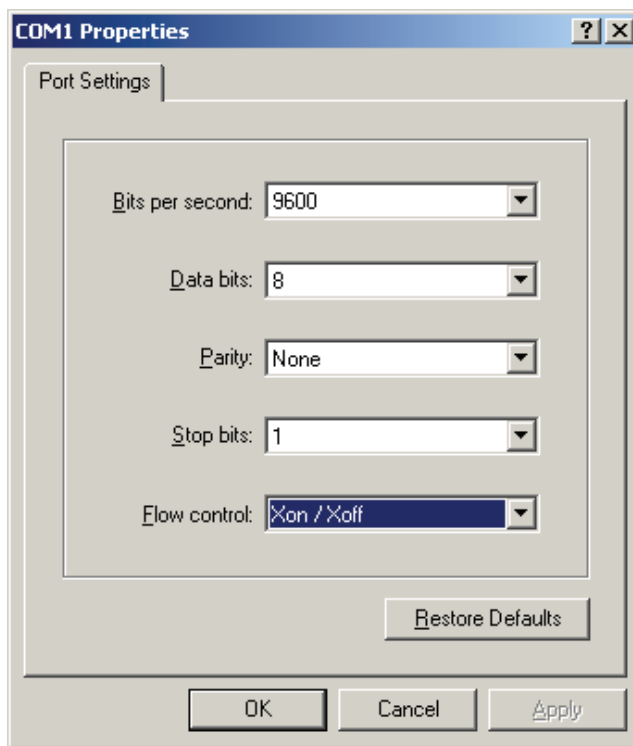 COM1 Properties
Port Settings
Bits per second: 9600
Data bits: 8
Parity: None
Stop bits: 1
Flow control: Xon / Xoff
Restore Defaults
OK Cancel Apply